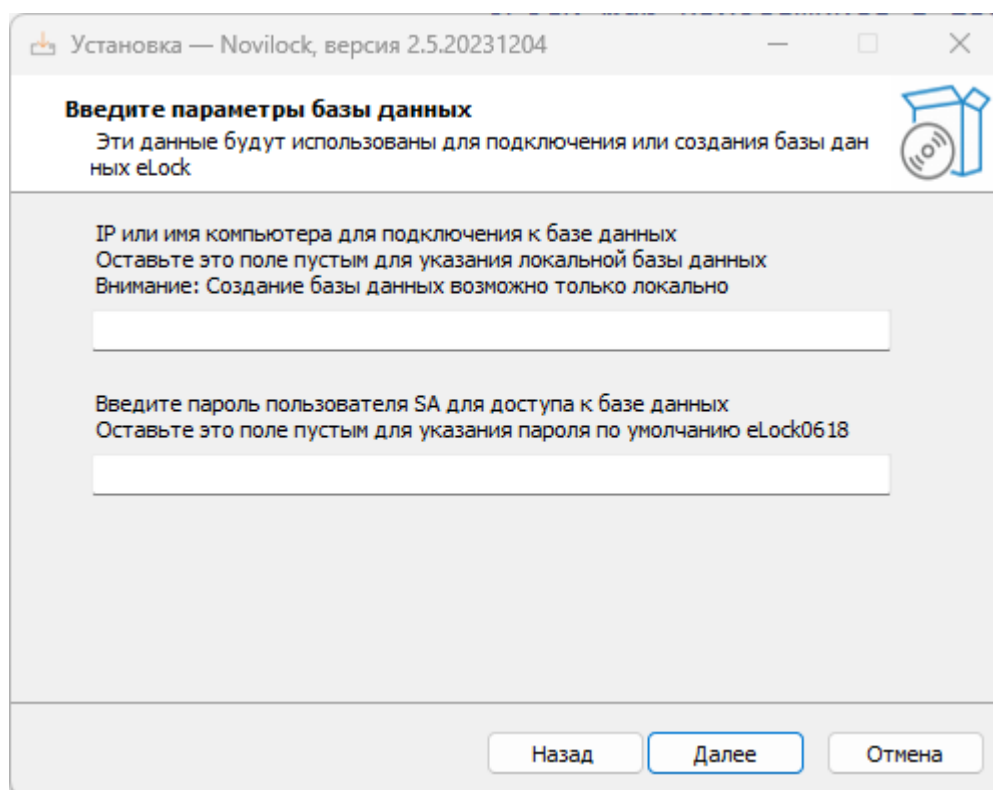 Установка — Novilock, версия 2.5.20231204
Введите параметры базы данных
Эти данные будут использованы для подключения или создания базы дан
ных eLock
IP или имя компьютера для подключения к базе данных
Оставьте это поле пустым для указания локальной базы данных
Внимание: Создание базы данных возможно только локально
Введите пароль пользователя SA для доступа к базе данных
Оставьте это поле пустым для указания пароля по умолчанию eLock0618
Назад
Далее
Отмена